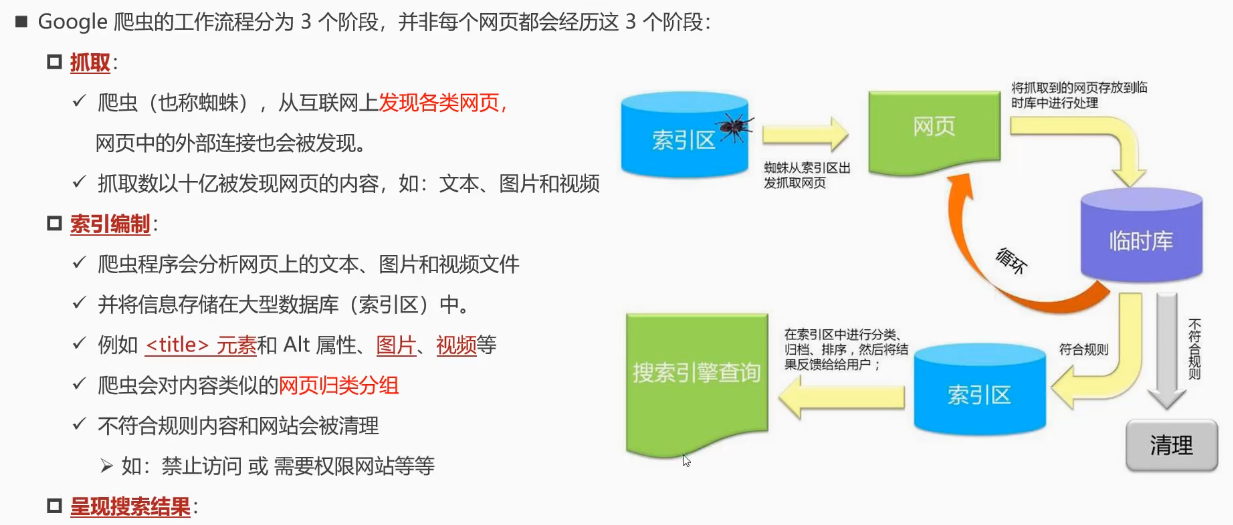 Google 爬虫的工作流程分为 3 个阶段，并非每个网页都会经历这 3 个阶段：
抓取：
爬虫（也称蜘蛛），从互联网上发现各类网页，
网页中的外部连接也会被发现。
抓取数以十亿被发现网页的内容，如：文本、图片和视频
索引编制：
爬虫程序会分析网页上的文本、图片和视频文件
并将信息存储在大型数据库（索引区）中。
例如 <title> 元素和 Alt 属性、图片、视频等
爬虫会对内容类似的网页归类分组
不符合规则内容和网站会被清理
如：禁止访问 或 需要权限网站等等
呈现搜索结果：
索引区
蜘蛛从索引区出
发抓取网页
网页
将抓取到的网页存放到临
时库中进行处理
临时库
循环
符合规则
不符合规则
清理
索引区
在索引区中进行分类、
归档、排序，然后将结
果反馈给给用户；
搜索引擎查询